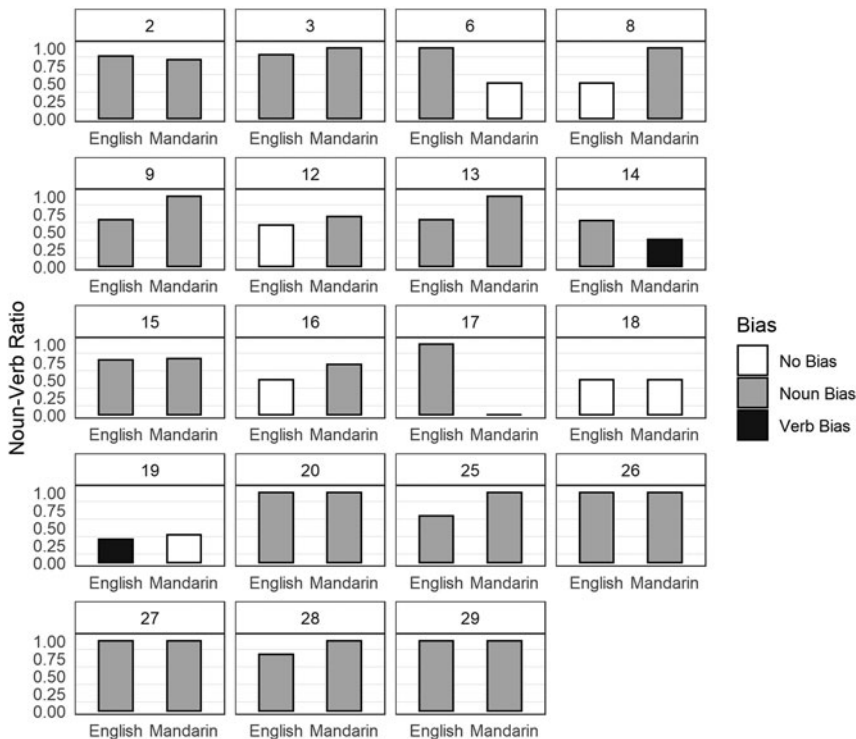 2 3 6 8
1.00
0.75
0.50
0.25
0.00
English Mandarin English Mandarin English Mandarin English Mandarin
9 12 13 14
1.00
0.75
0.50
0.25
0.00
English Mandarin English Mandarin English Mandarin English Mandarin
Noun-Verb Ratio
15 16 17 18
1.00
0.75
0.50
0.25
0.00
English Mandarin English Mandarin English Mandarin English Mandarin
Bias
No Bias
Noun Bias
Verb Bias
19 20 25 26
1.00
0.75
0.50
0.25
0.00
English Mandarin English Mandarin English Mandarin English Mandarin
27 28 29
1.00
0.75
0.50
0.25
0.00
English Mandarin English Mandarin English Mandarin